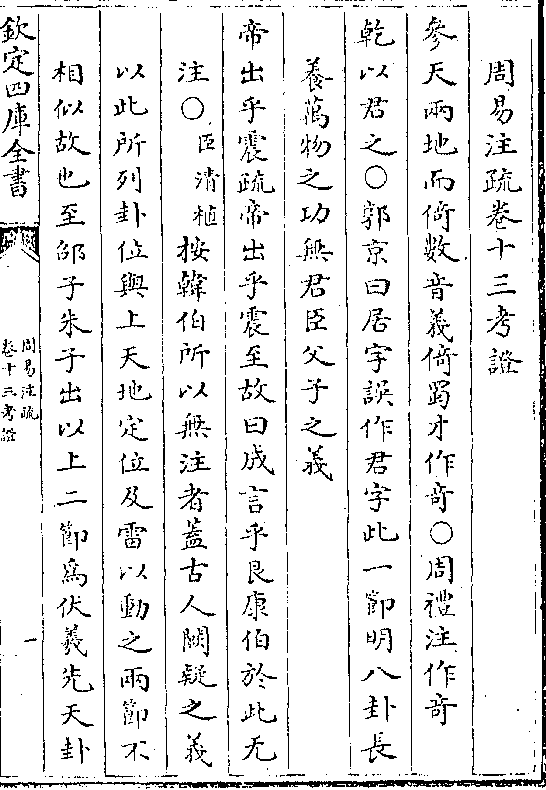 周易注疏卷十三考證
參天兩地而倚數音義倚蜀才作奇○周禮注作奇
乾以君之○郭京曰居字誤作君字此一節明八卦長
養萬物之功無君臣父子之義
帝出乎震疏帝出乎震至故曰成言乎艮康伯於此无
注○臣清植按韓伯所以無注者蓋古人闕疑之義
以此所列卦位與上天地定位及雷以動之兩節不
相似故也至邵子朱子出以上二節為伏羲先天卦
欽定四庫全書
周易注疏
卷十三考證
一